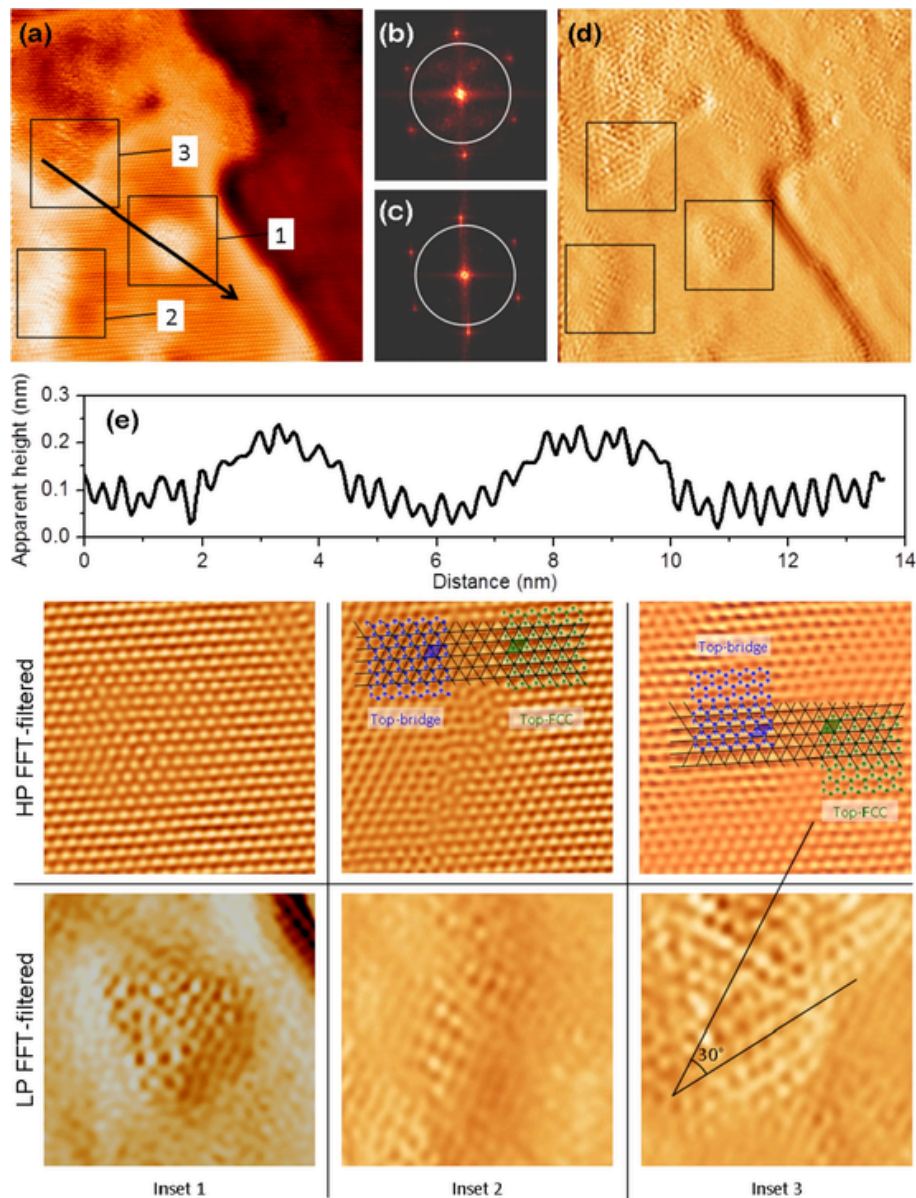 (a)
3
1
2
(b)
(c)
(d)
(e)
Apparent height (nm)
0.3
0.2
0.1
0.0
0 2 4 6 8 10 12 14
Distance (nm)
HP FFT-filtered
Top-bridge
Top-FCC
Top-bridge
Top-FCC
LP FFT-filtered
30°
Inset 1
Inset 2
Inset 3